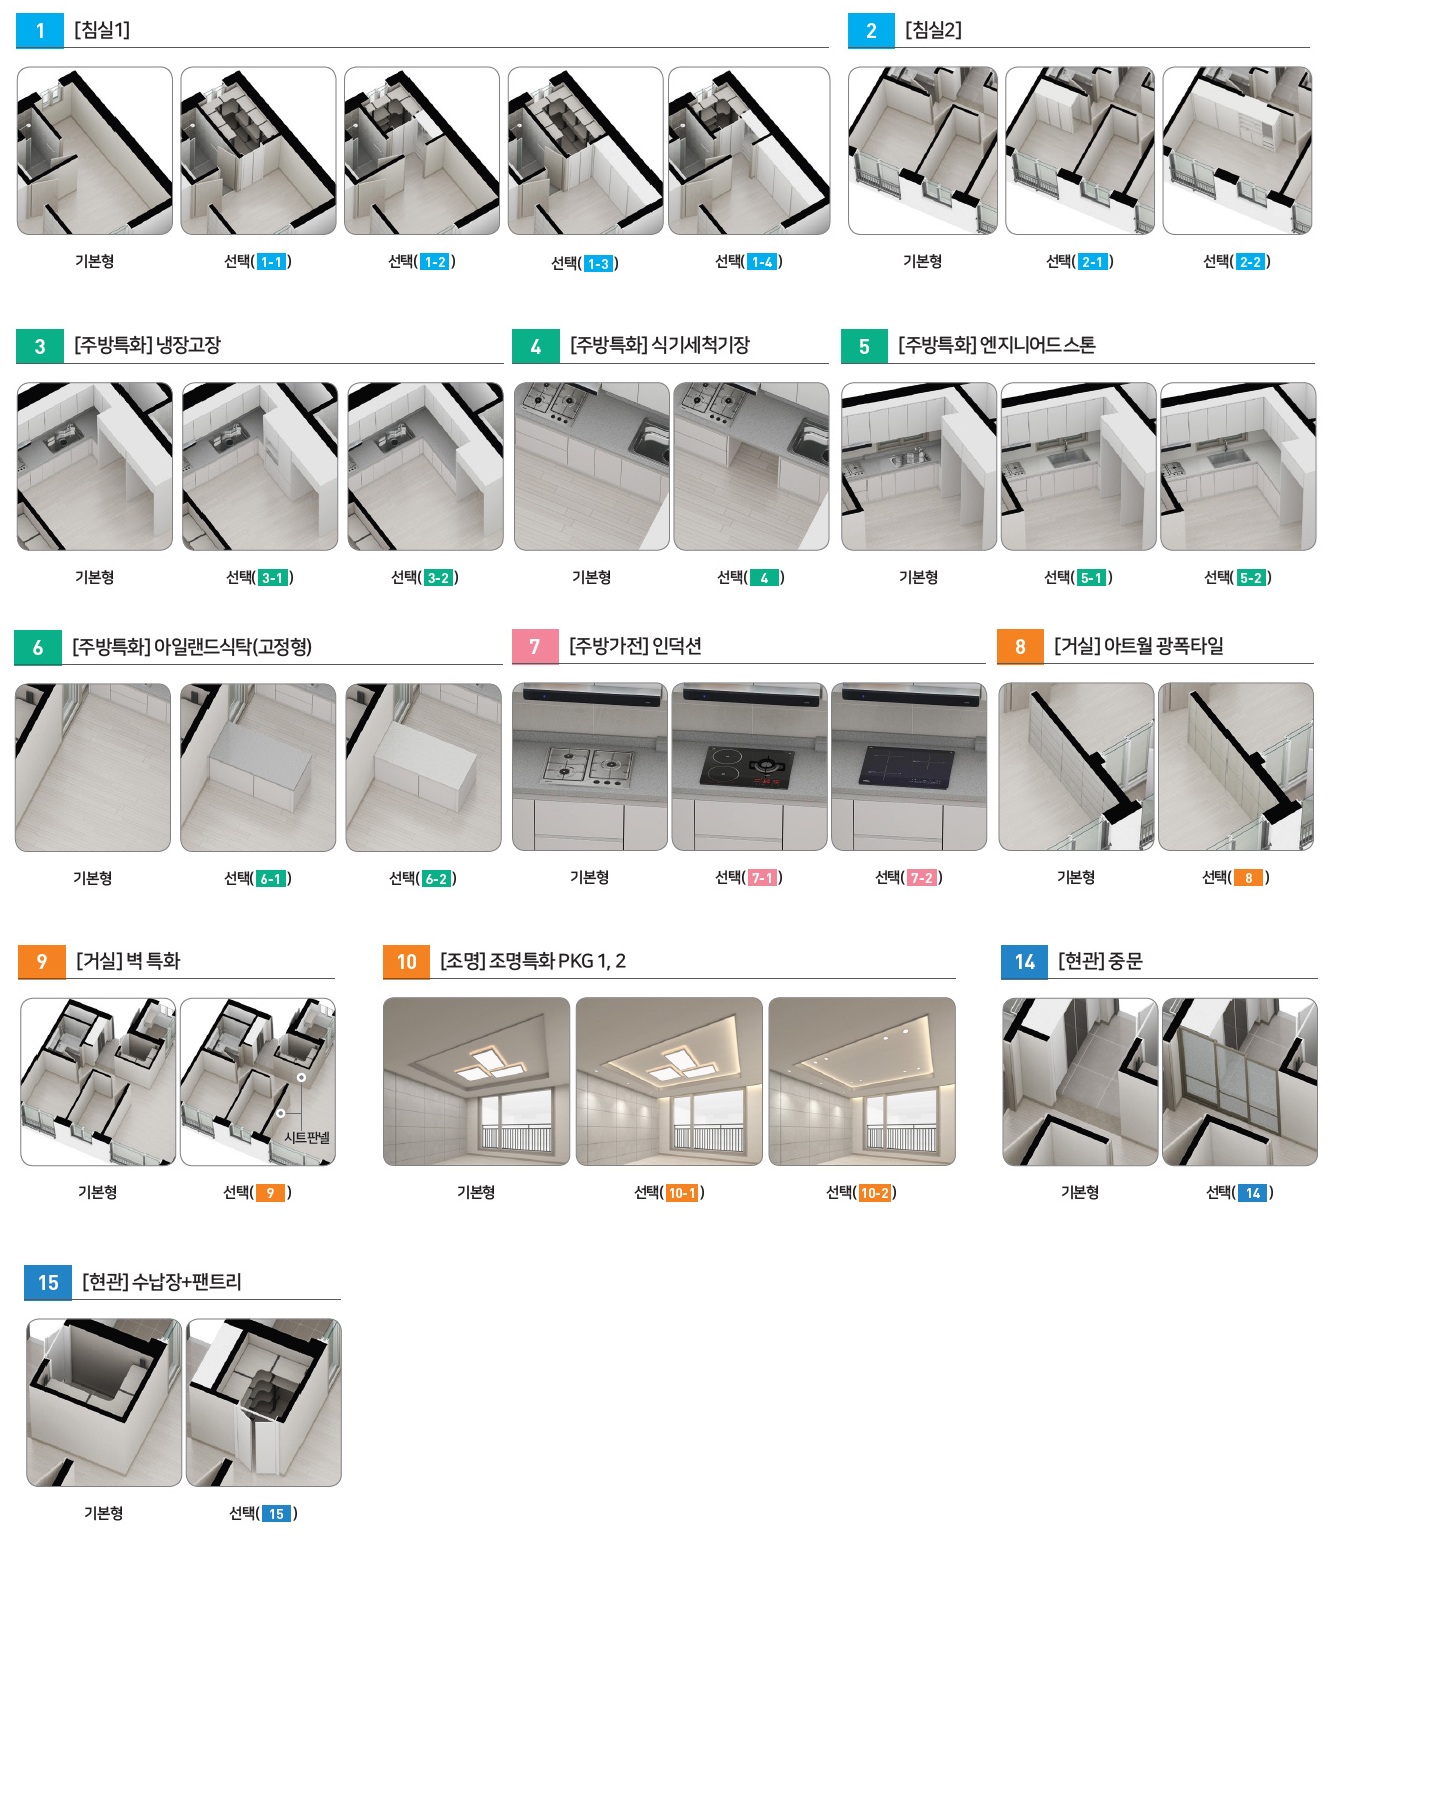 1 [침실1]
2 [침실2]
기본형 선택( 1-1 ) 선택( 1-2 ) 선택( 1-3 ) 선택( 1-4 )
기본형 선택( 2-1 ) 선택( 2-2 )
3 [주방특화] 냉장고장
4 [주방특화] 식기세척기장
5 [주방특화] 엔지니어드 스톤
기본형 선택( 3-1 ) 선택( 3-2 )
기본형 선택( 4 )
기본형 선택( 5-1 ) 선택( 5-2 )
6 [주방특화] 아일랜드식탁(고정형)
7 [주방가전] 인덕션
8 [거실] 아트월 광폭타일
기본형 선택( 6-1 ) 선택( 6-2 )
기본형 선택( 7-1 ) 선택( 7-2 )
기본형 선택( 8 )
9 [거실] 벽 특화
10 [조명] 조명특화 PKG 1, 2
14 [현관] 중문
시트판넬
기본형 선택( 9 )
기본형 선택( 10-1 ) 선택( 10-2 )
기본형 선택( 14 )
15 [현관] 수납장+팬트리
기본형 선택( 15 )